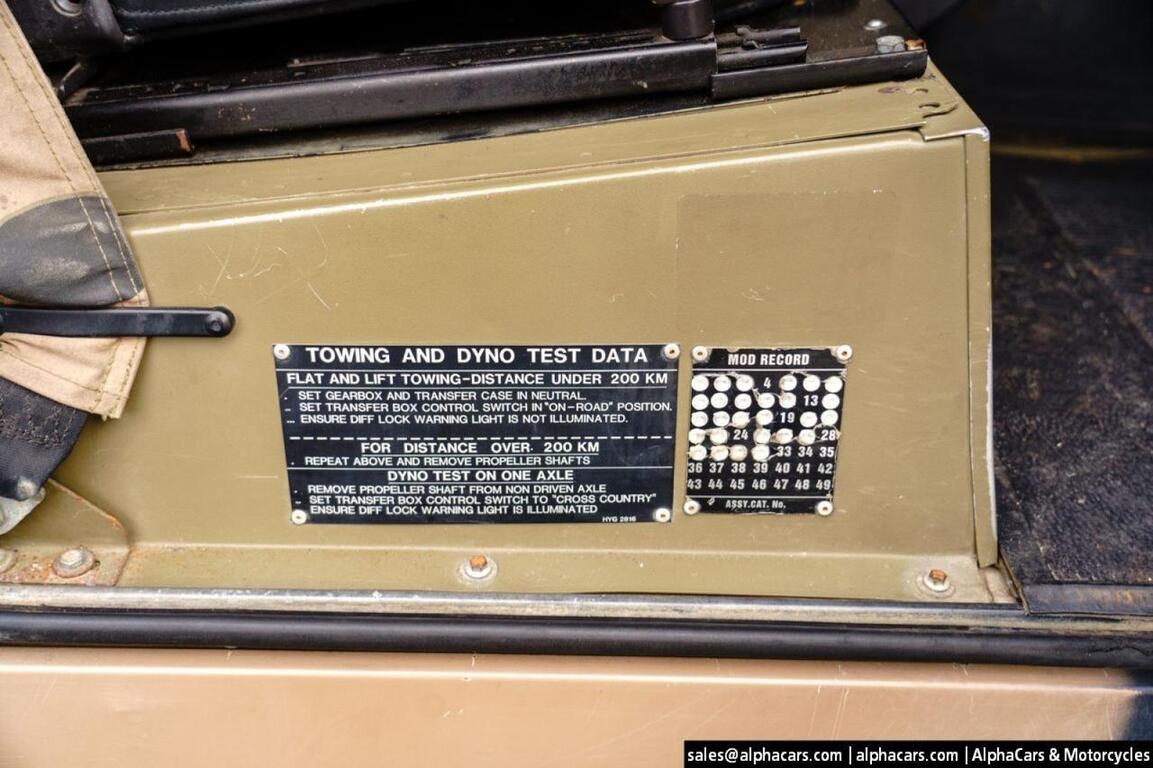 TOWING AND DYNO TEST DATA
FLAT AND LIFT TOWING-DISTANCE UNDER 200 KM
SET GEARBOX AND TRANSFER CASE IN NEUTRAL.
SET TRANSFER BOX CONTROL SWITCH IN "ON-ROAD" POSITION.
ENSURE DIFF LOCK WARNING LIGHT IS NOT ILLUMINATED.
FOR DISTANCE OVER 200 KM
REPEAT ABOVE AND REMOVE PROPELLER SHAFTS
DYNO TEST ON ONE AXLE
REMOVE PROPELLER SHAFT FROM NON DRIVEN AXLE
SET TRANSFER BOX CONTROL SWITCH TO "CROSS COUNTRY"
ENSURE DIFF LOCK WARNING LIGHT IS ILLUMINATED
HYG 2816
MOD RECORD
4
13
19
24 28
33 34 35
36 37 38 39 40 41 42
43 44 45 46 47 48 49
ASSY.CAT. No.
sales@alphacars.com | alphacars.com | AlphaCars & Motorcycles